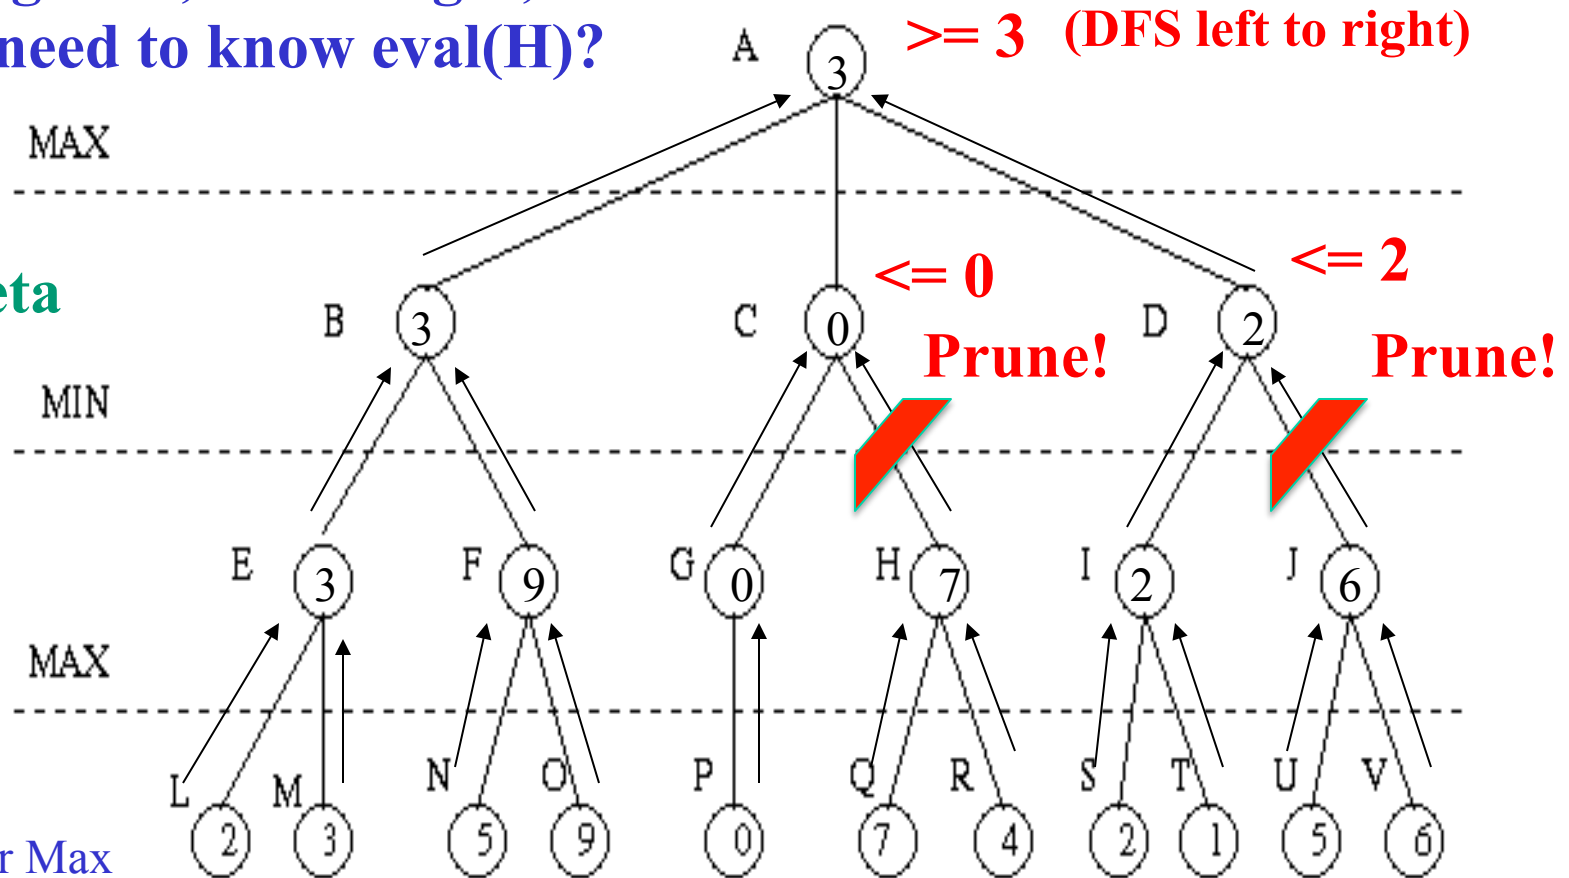 need to know eval(H)?
A
3
>= 3
(DFS left to right)
MAX
eta
B
3
C
0
<= 0
D
2
<= 2
Prune!
Prune!
MIN
E
3
F
9
G
0
H
7
I
2
J
6
MAX
L
M
N
O
P
Q
R
S
T
U
V
2
3
5
9
0
7
4
2
1
5
6
r Max